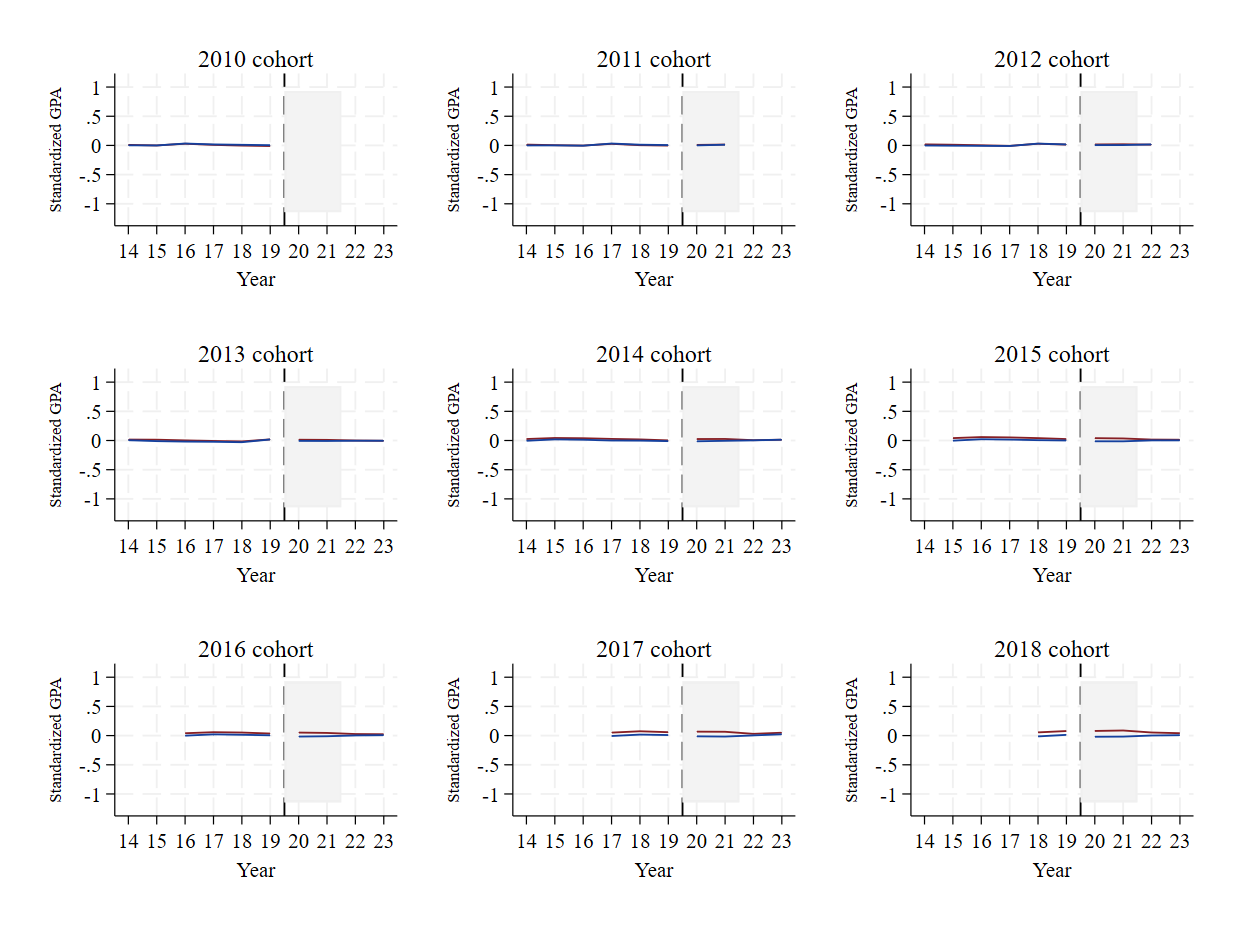 2010 cohort
1
.5
0
-.5
-1
Standardized GPA
14 15 16 17 18 19 20 21 22 23
Year
2011 cohort
1
.5
0
-.5
-1
Standardized GPA
14 15 16 17 18 19 20 21 22 23
Year
2012 cohort
1
.5
0
-.5
-1
Standardized GPA
14 15 16 17 18 19 20 21 22 23
Year
2013 cohort
1
.5
0
-.5
-1
Standardized GPA
14 15 16 17 18 19 20 21 22 23
Year
2014 cohort
1
.5
0
-.5
-1
Standardized GPA
14 15 16 17 18 19 20 21 22 23
Year
2015 cohort
1
.5
0
-.5
-1
Standardized GPA
14 15 16 17 18 19 20 21 22 23
Year
2016 cohort
1
.5
0
-.5
-1
Standardized GPA
14 15 16 17 18 19 20 21 22 23
Year
2017 cohort
1
.5
0
-.5
-1
Standardized GPA
14 15 16 17 18 19 20 21 22 23
Year
2018 cohort
1
.5
0
-.5
-1
Standardized GPA
14 15 16 17 18 19 20 21 22 23
Year